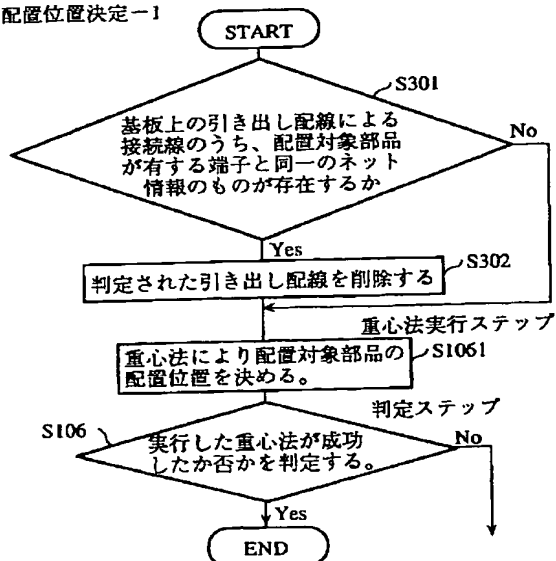 配置位置決定ー1
START
S301
基板上の引き出し配線による
接続線のうち、配置対象部品
が有する端子と同一のネット
情報のものが存在するか
No
Yes
S302
判定された引き出し配線を削除する
重心法実行ステップ
重心法により配置対象部品の
配置位置を決める。
S1061
判定ステップ
S106
実行した重心法が成功
したか否かを判定する。
No
Yes
END